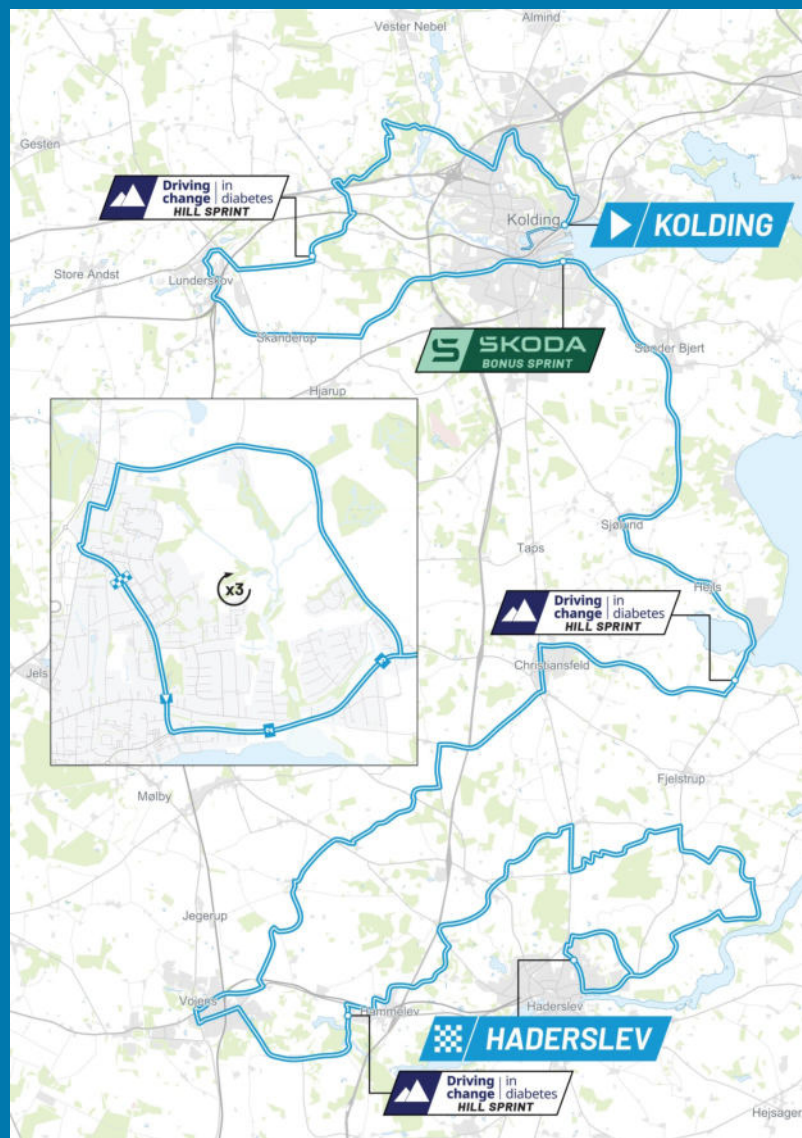 Vester Nebel
Almind
Gesten
Driving change | in diabetes
HILL SPRINT
Kolding
KOLDING
Store Andst
Lunderskov
Skanderup
SKODA
BONUS SPRINT
Sønder Bjert
Hjarup
Sjølund
Taps
Hejls
x3
Driving change | in diabetes
HILL SPRINT
Christiansfeld
Jels
Fjelstrup
Mølby
Jegerup
Vojens
Hammelev
Haderslev
HADERSLEV
Driving change | in diabetes
HILL SPRINT
Hejsager